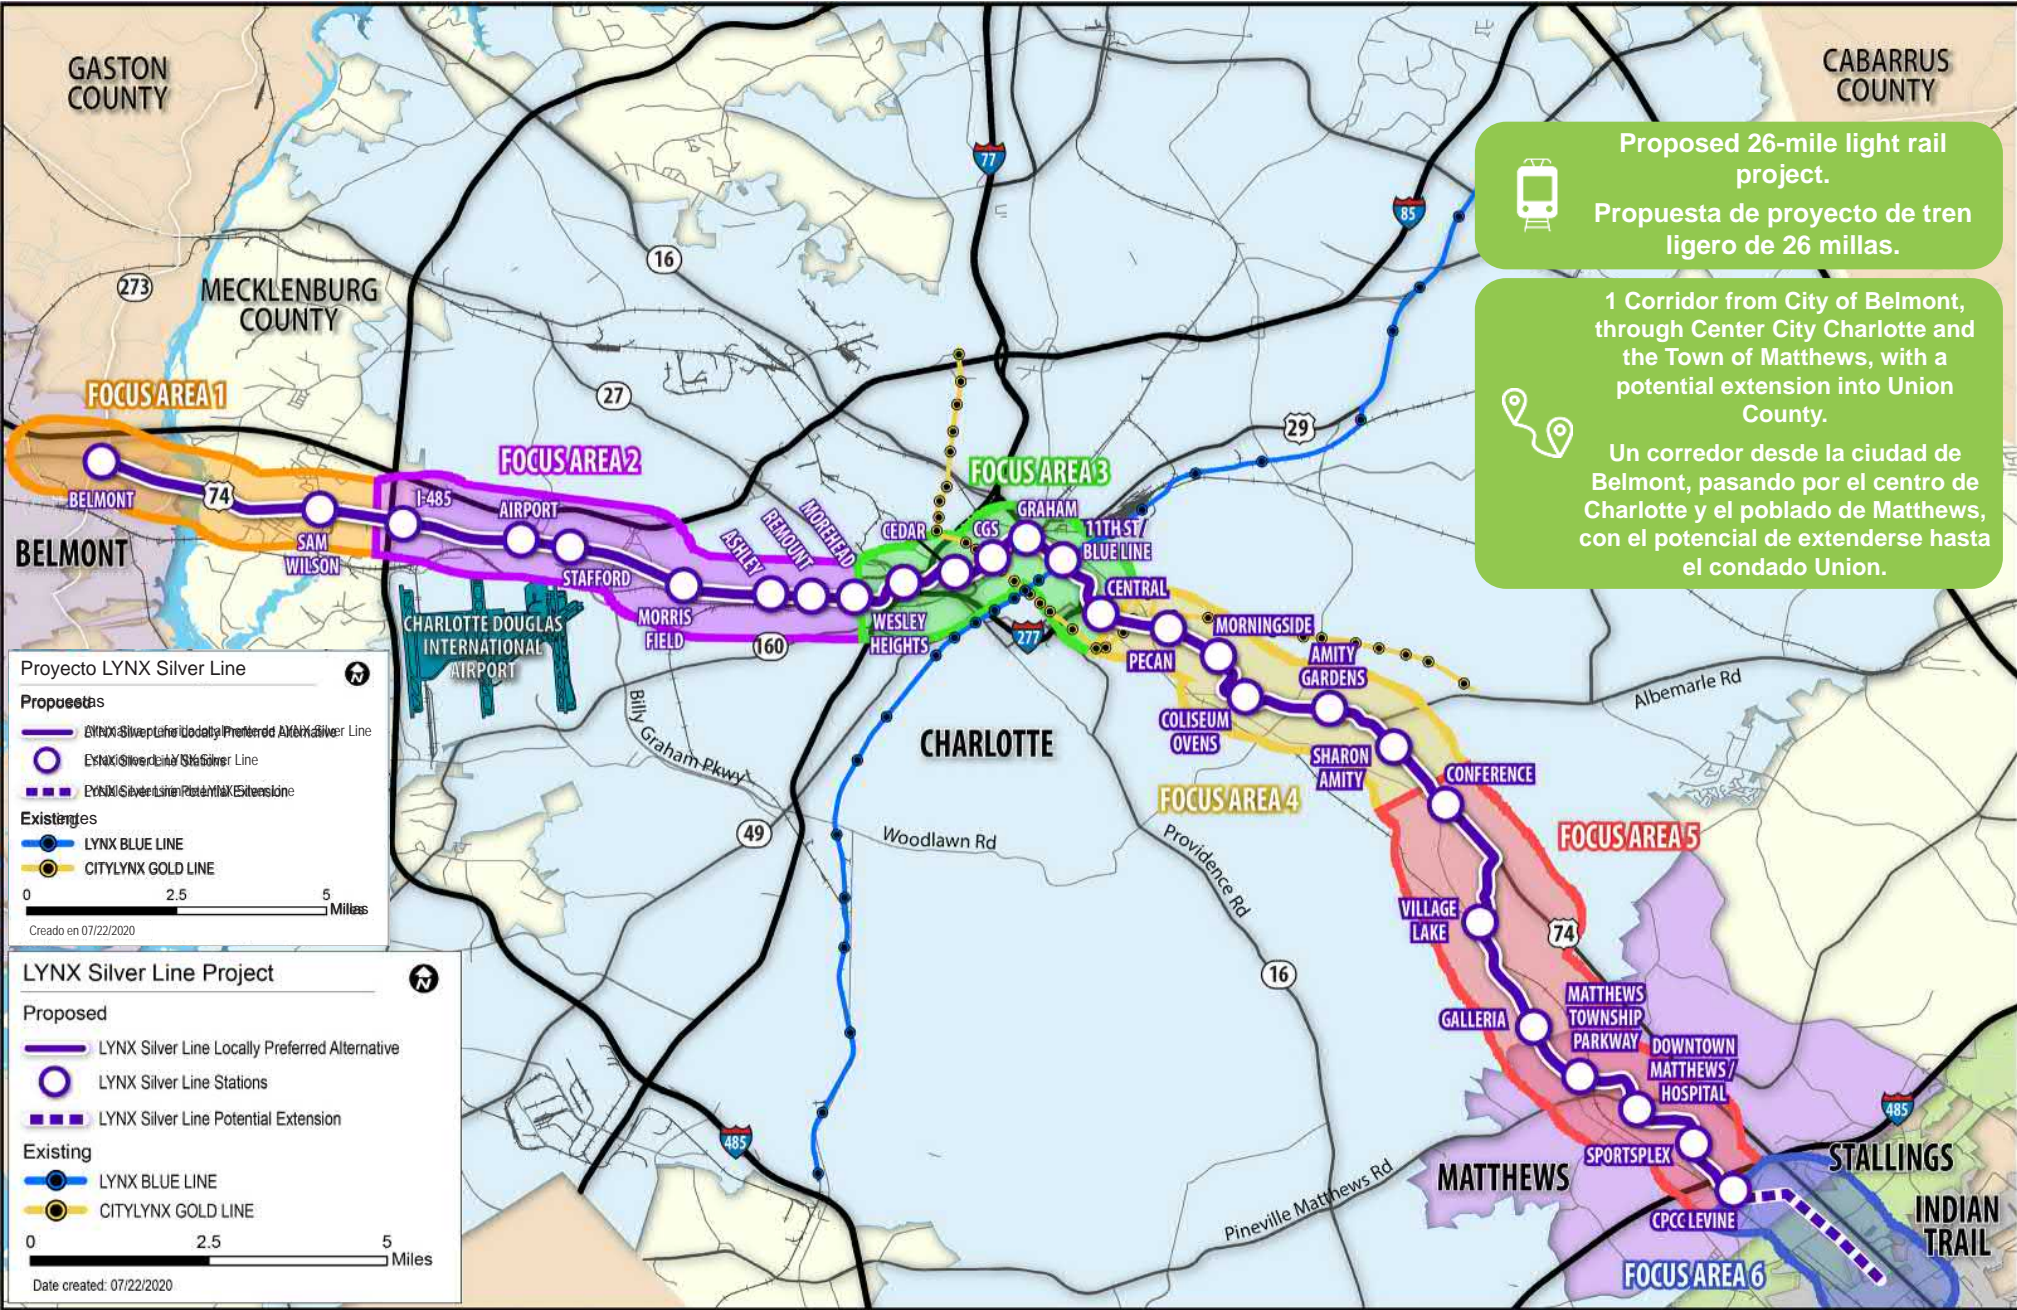 GASTON
COUNTY
CABARRUS
COUNTY
Proposed 26-mile light rail
project.
Propuesta de proyecto de tren
ligero de 26 millas.
77
85
16
273
MECKLENBURG
COUNTY
1 Corridor from City of Belmont,
through Center City Charlotte and
the Town of Matthews, with a
potential extension into Union
County.
Un corredor desde la ciudad de
Belmont, pasando por el centro de
Charlotte y el poblado de Matthews,
con el potencial de extenderse hasta
el condado Union.
FOCUS AREA 1
27
29
FOCUS AREA 2
FOCUS AREA 3
BELMONT
74
I-485
AIRPORT
SAM
WILSON
STAFFORD
MORRIS
FIELD
ASHLEY
REMOUNT
MOREHEAD
CEDAR
CGS
GRAHAM
11TH ST/
BLUE LINE
CENTRAL
WESLEY
HEIGHTS
277
160
BELMONT
CHARLOTTE DOUGLAS
INTERNATIONAL
AIRPORT
PECAN
MORNINGSIDE
AMITY
GARDENS
COLISEUM
OVENS
SHARON
AMITY
CONFERENCE
Albemarle Rd
Billy Graham Pkwy
CHARLOTTE
FOCUS AREA 4
FOCUS AREA 5
49
Woodlawn Rd
Providence Rd
VILLAGE
LAKE
74
16
GALLERIA
MATTHEWS
TOWNSHIP
PARKWAY
DOWNTOWN
MATTHEWS/
HOSPITAL
485
485
SPORTSPLEX
STALLINGS
MATTHEWS
Pineville Matthews Rd
CPCC LEVINE
INDIAN
TRAIL
FOCUS AREA 6
Proyecto LYNX Silver Line
N
LYNX BLUE LINE
CITYLYNX GOLD LINE
0 2.5 5
Creado en 07/22/2020
LYNX Silver Line Project
N
Proposed
LYNX Silver Line Locally Preferred Alternative
LYNX Silver Line Stations
LYNX Silver Line Potential Extension
Existing
LYNX BLUE LINE
CITYLYNX GOLD LINE
0 2.5 5
Miles
Date created: 07/22/2020